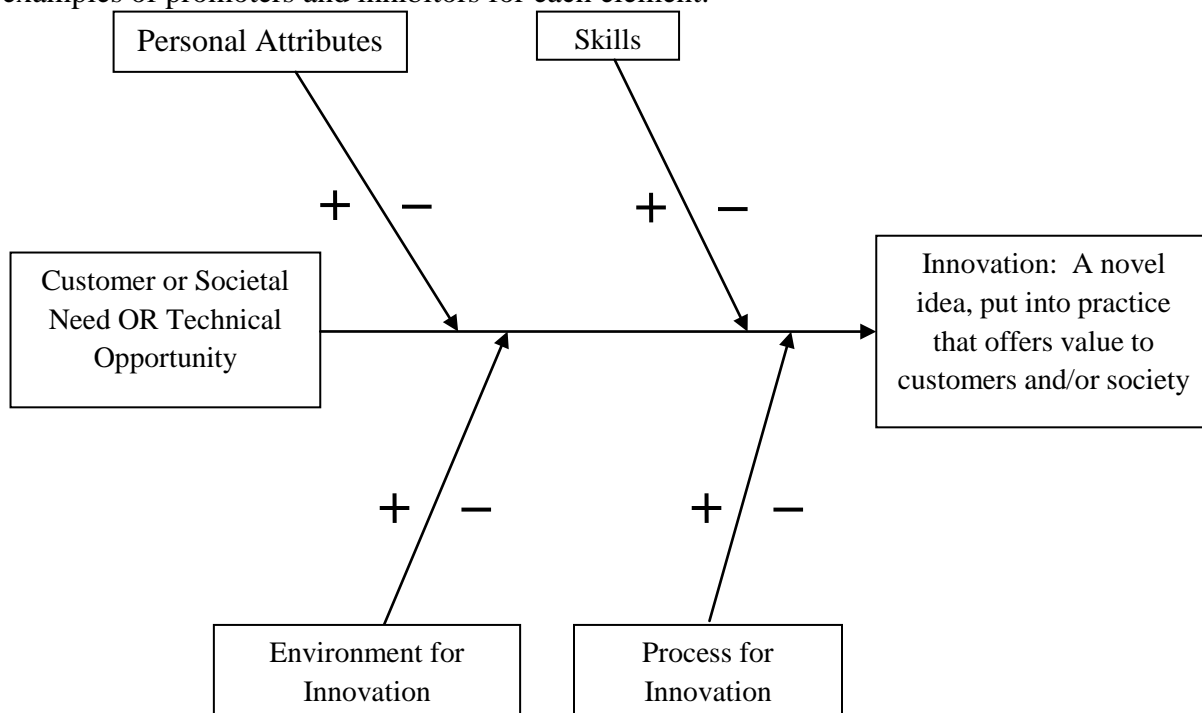 examples of promoters and inhibitors for each element.
Personal Attributes
Skills
+ −
+ −
Customer or Societal
Need OR Technical
Opportunity
Innovation: A novel
idea, put into practice
that offers value to
customers and/or society
+ −
+ −
Environment for
Innovation
Process for
Innovation